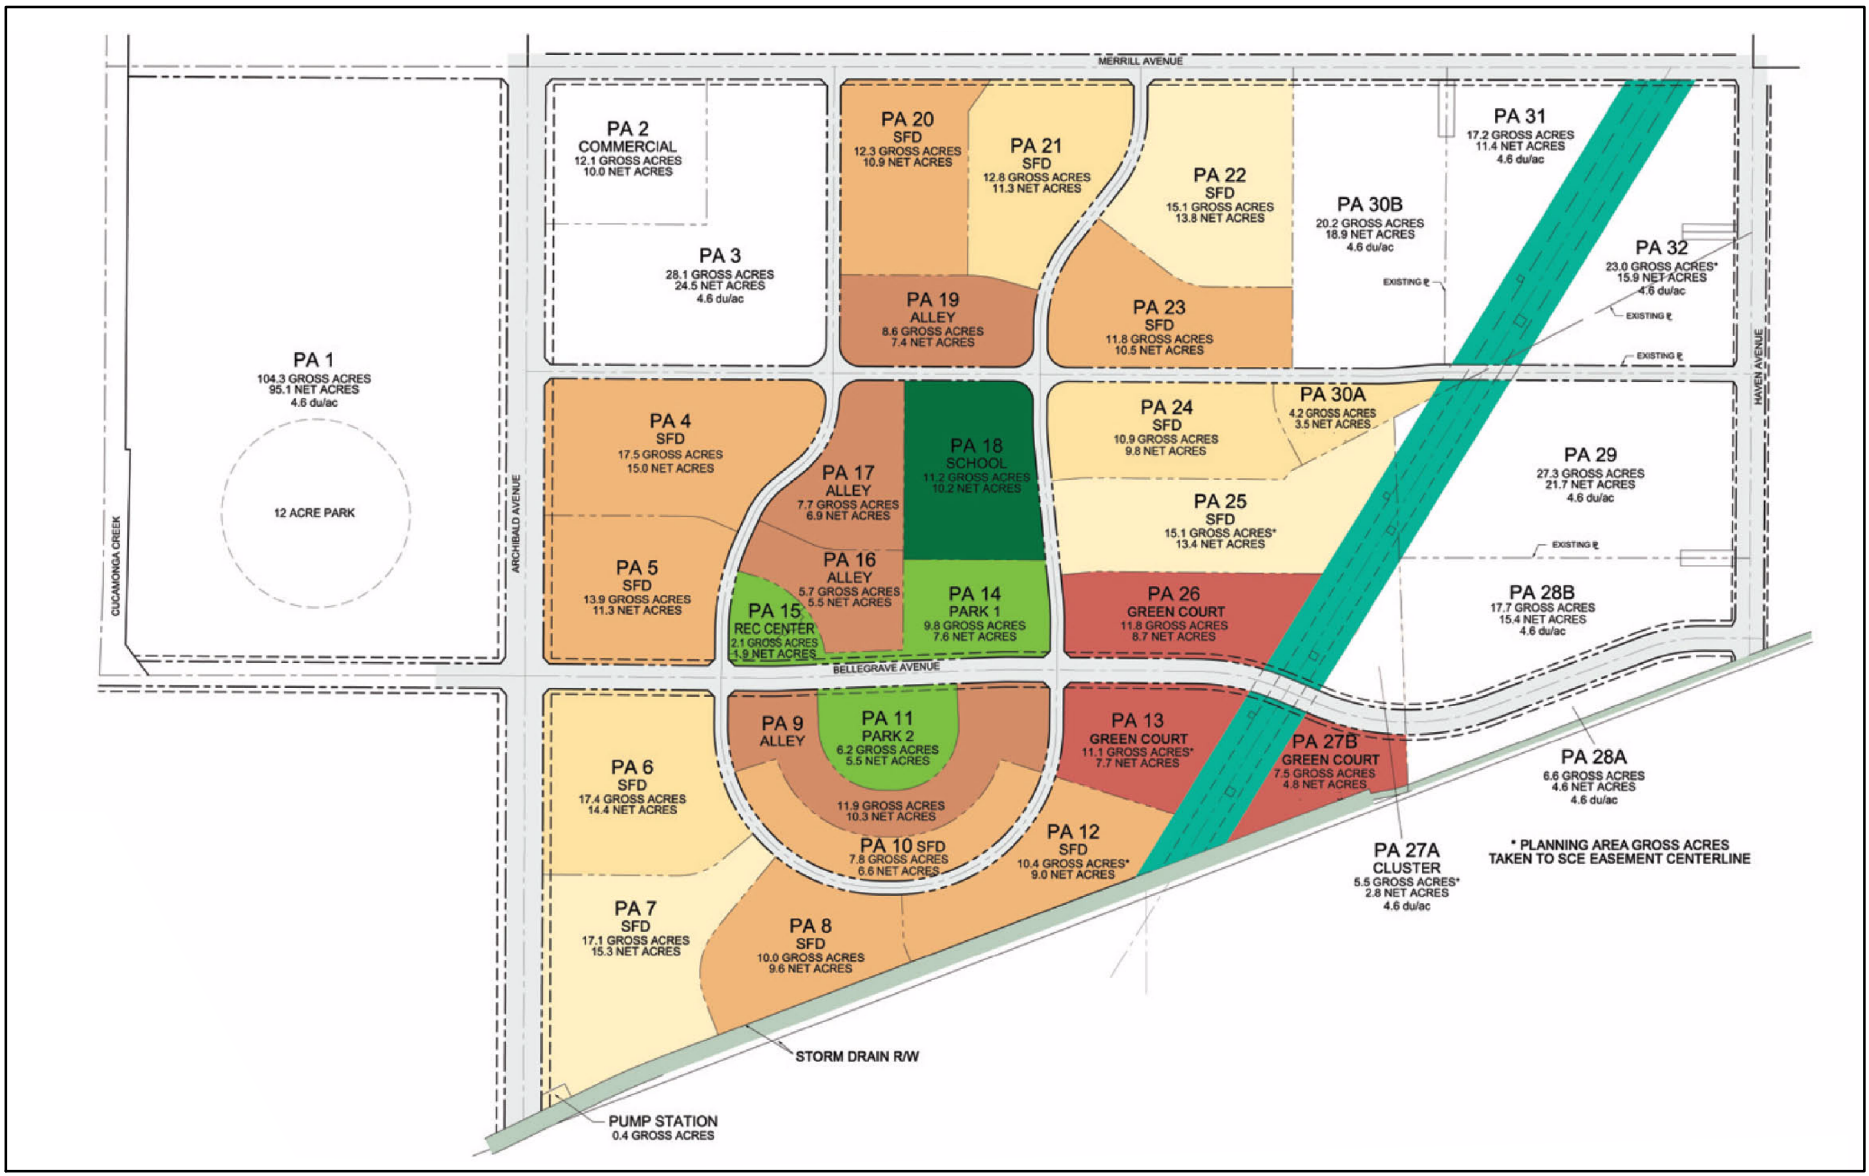 MERRILL AVENUE
PA 1
104.3 GROSS ACRES
95.1 NET ACRES
4.6 du/ac
12 ACRE PARK
CUCAMONGA CREEK
ARCHIBALD AVENUE
PA 2
COMMERCIAL
12.1 GROSS ACRES
10.0 NET ACRES
PA 3
28.1 GROSS ACRES
24.5 NET ACRES
4.6 du/ac
PA 20
SFD
12.3 GROSS ACRES
10.9 NET ACRES
PA 21
SFD
12.8 GROSS ACRES
11.3 NET ACRES
PA 22
SFD
15.1 GROSS ACRES
13.8 NET ACRES
PA 30B
20.2 GROSS ACRES
18.9 NET ACRES
4.6 du/ac
PA 31
17.2 GROSS ACRES
11.4 NET ACRES
4.6 du/ac
PA 32
23.0 GROSS ACRES*
15.9 NET ACRES
4.6 du/ac
EXISTING
EXISTING
EXISTING
HAVEN AVENUE
PA 19
ALLEY
8.6 GROSS ACRES
7.4 NET ACRES
PA 23
SFD
11.8 GROSS ACRES
10.5 NET ACRES
PA 4
SFD
17.5 GROSS ACRES
15.0 NET ACRES
PA 17
ALLEY
7.7 GROSS ACRES
6.9 NET ACRES
PA 18
SCHOOL
11.2 GROSS ACRES
10.2 NET ACRES
PA 24
SFD
10.9 GROSS ACRES
9.8 NET ACRES
PA 30A
4.2 GROSS ACRES
3.5 NET ACRES
PA 29
27.3 GROSS ACRES
21.7 NET ACRES
4.6 du/ac
EXISTING
PA 25
SFD
15.1 GROSS ACRES*
13.4 NET ACRES
PA 5
SFD
13.9 GROSS ACRES
11.3 NET ACRES
PA 16
ALLEY
5.7 GROSS ACRES
5.5 NET ACRES
PA 15
REC CENTER
2.1 GROSS ACRES
1.9 NET ACRES
PA 14
PARK 1
9.8 GROSS ACRES
7.6 NET ACRES
PA 26
GREEN COURT
11.8 GROSS ACRES
8.7 NET ACRES
PA 28B
17.7 GROSS ACRES
15.4 NET ACRES
4.6 du/ac
BELLEGRAVE AVENUE
PA 6
SFD
17.4 GROSS ACRES
14.4 NET ACRES
PA 9
ALLEY
11.9 GROSS ACRES
10.3 NET ACRES
PA 11
PARK 2
6.2 GROSS ACRES
5.5 NET ACRES
PA 13
GREEN COURT
11.1 GROSS ACRES*
7.7 NET ACRES
PA 27B
GREEN COURT
7.5 GROSS ACRES
4.8 NET ACRES
PA 28A
6.6 GROSS ACRES
4.6 NET ACRES
4.6 du/ac
PA 10 SFD
7.8 GROSS ACRES
6.6 NET ACRES
PA 12
SFD
10.4 GROSS ACRES*
9.0 NET ACRES
PA 27A
CLUSTER
5.5 GROSS ACRES*
2.8 NET ACRES
4.6 du/ac
* PLANNING AREA GROSS ACRES
TAKEN TO SCE EASEMENT CENTERLINE
PA 7
SFD
17.1 GROSS ACRES
15.3 NET ACRES
PA 8
SFD
10.0 GROSS ACRES
9.6 NET ACRES
STORM DRAIN R/W
PUMP STATION
0.4 GROSS ACRES